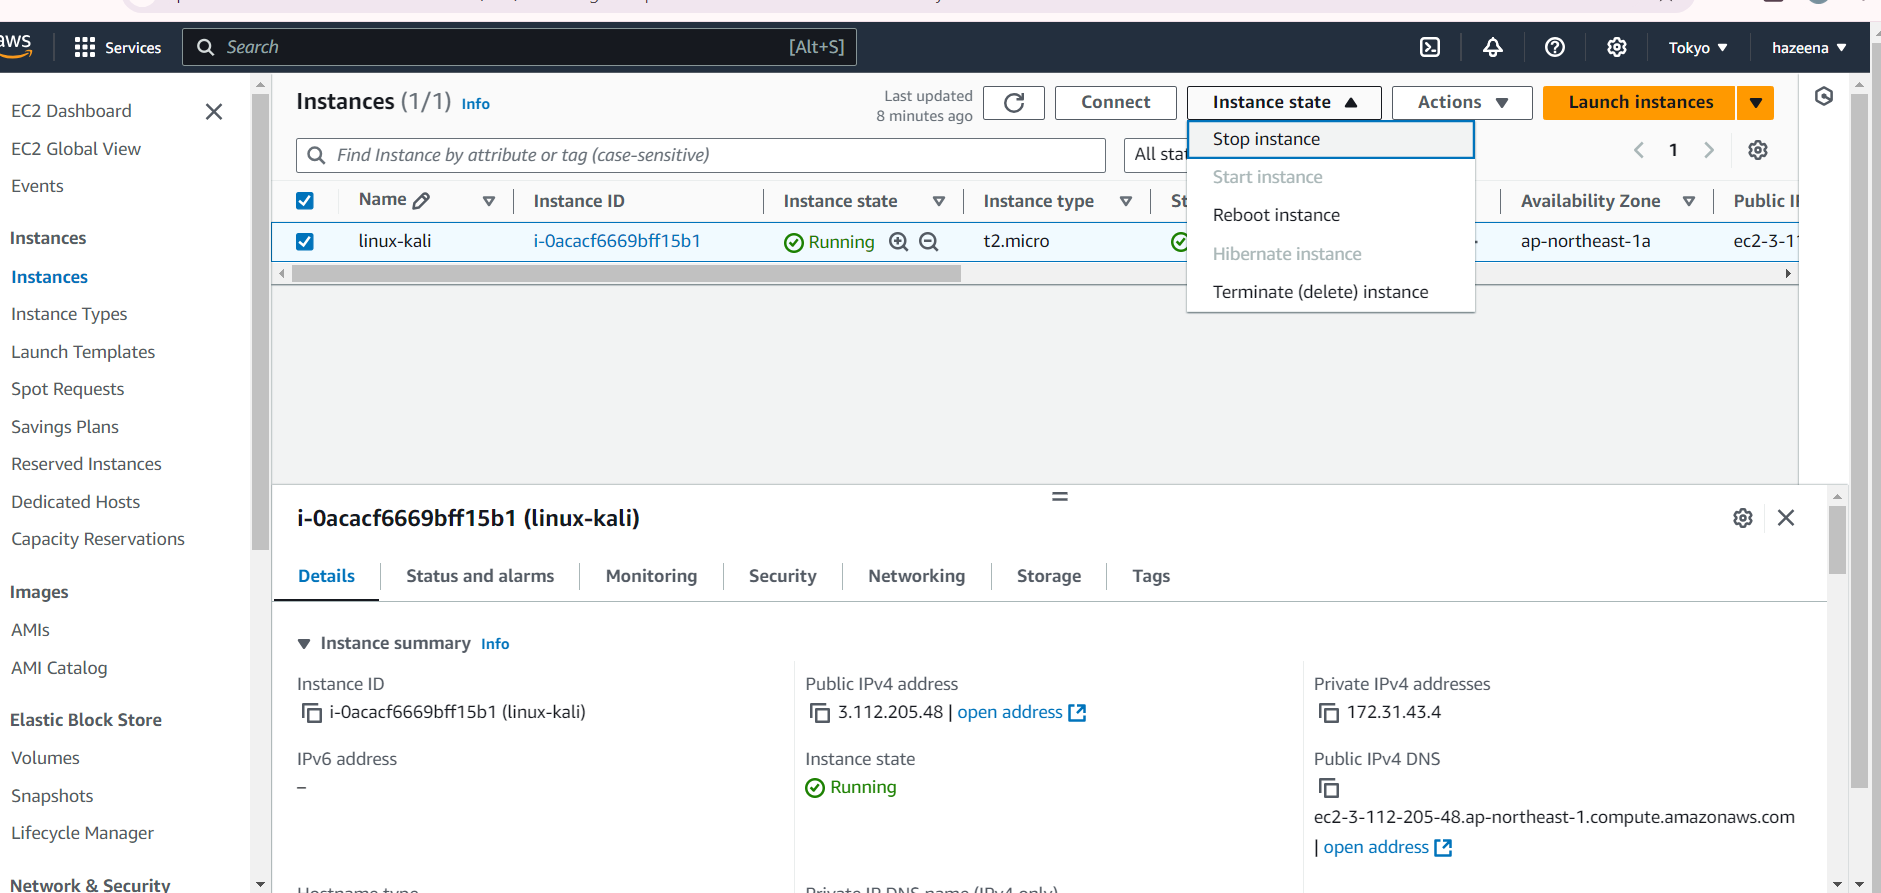 aws
Services
Search
[Alt+S]
Tokyo
hazeena
EC2 Dashboard
EC2 Global View
Events
Instances
Instances
Instance Types
Launch Templates
Spot Requests
Savings Plans
Reserved Instances
Dedicated Hosts
Capacity Reservations
Images
AMIs
AMI Catalog
Elastic Block Store
Volumes
Snapshots
Lifecycle Manager
Network & Security
Instances (1/1) Info
Last updated
8 minutes ago
Connect
Instance state
Actions
Launch instances
Stop instance
Start instance
Reboot instance
Hibernate instance
Terminate (delete) instance
Find Instance by attribute or tag (case-sensitive)
All stat
1
Name
Instance ID
Instance state
Instance type
St
Availability Zone
Public I
linux-kali
i-0acacf6669bff15b1
Running
t2.micro
ap-northeast-1a
ec2-3-1
i-0acacf6669bff15b1 (linux-kali)
Details
Status and alarms
Monitoring
Security
Networking
Storage
Tags
Instance summary Info
Instance ID
i-0acacf6669bff15b1 (linux-kali)
Public IPv4 address
3.112.205.48 | open address
Private IPv4 addresses
172.31.43.4
IPv6 address
–
Instance state
Running
Public IPv4 DNS
ec2-3-112-205-48.ap-northeast-1.compute.amazonaws.com
| open address
Hostname type
Private IP DNS name (IPv4 only)